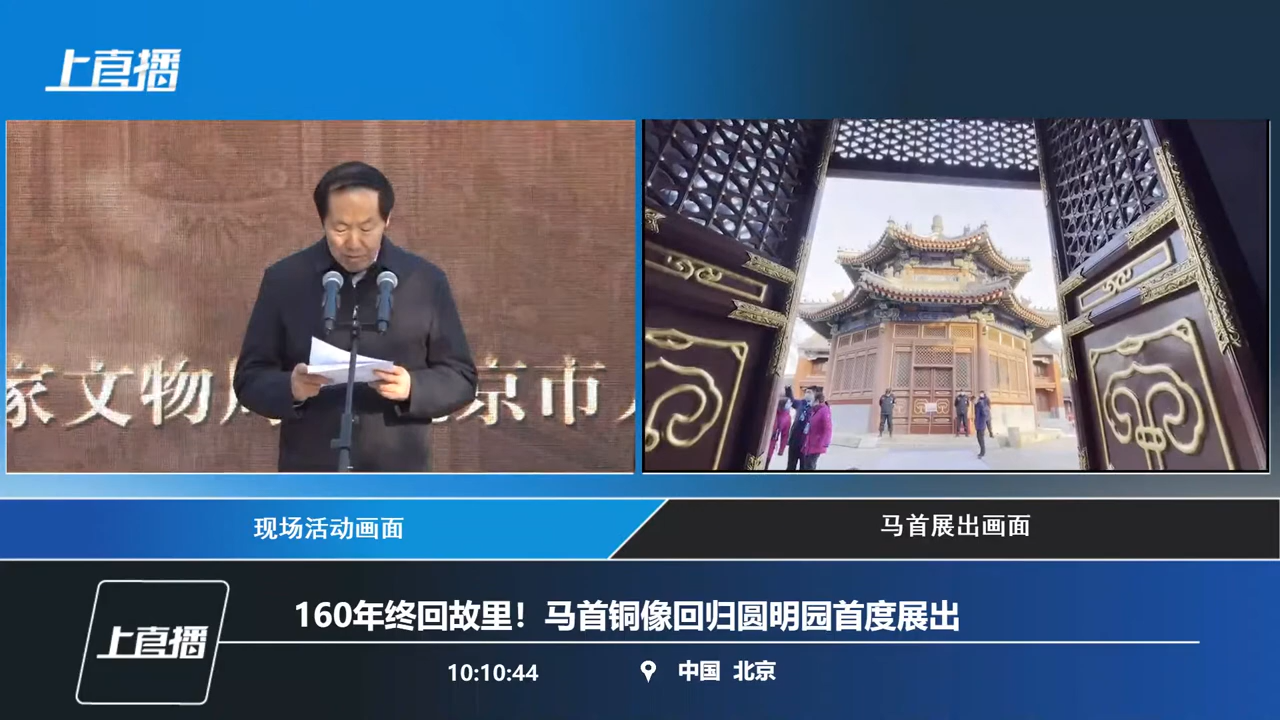 上直播
家文物局
京市人
现场活动画面
马首展出画面
160年终回故里！马首铜像回归圆明园首度展出
上直播
10:10:44
中国 北京